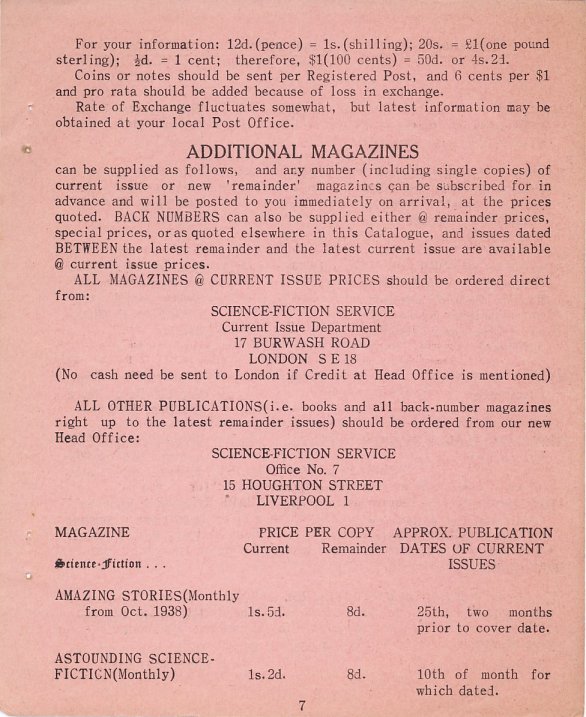 For your information: 12d.(pence) = 1s.(shilling); 20s. = £1(one pound
sterling); ½d. = 1 cent; therefore, $1(100 cents) = 50d. or 4s.2d.
Coins or notes should be sent per Registered Post, and 6 cents per $1
and pro rata should be added because of loss in exchange.
Rate of Exchange fluctuates somewhat, but latest information may be
obtained at your local Post Office.
ADDITIONAL MAGAZINES
can be supplied as follows, and any number (including single copies) of
current issue or new 'remainder' magazines can be subscribed for in
advance and will be posted to you immediately on arrival, at the prices
quoted. BACK NUMBERS can also be supplied either @ remainder prices,
special prices, or as quoted elsewhere in this Catalogue, and issues dated
BETWEEN the latest remainder and the latest current issue are available
@ current issue prices.
ALL MAGAZINES @ CURRENT ISSUE PRICES should be ordered direct
from:
SCIENCE-FICTION SERVICE
Current Issue Department
17 BURWASH ROAD
LONDON S E 18
(No cash need be sent to London if Credit at Head Office is mentioned)
ALL OTHER PUBLICATIONS(i.e. books and all back-number magazines
right up to the latest remainder issues) should be ordered from our new
Head Office:
SCIENCE-FICTION SERVICE
Office No. 7
15 HOUGHTON STREET
LIVERPOOL 1
MAGAZINE PRICE PER COPY APPROX. PUBLICATION
Current Remainder DATES OF CURRENT
Science-Fiction . . . ISSUES
AMAZING STORIES(Monthly
from Oct. 1938) 1s.5d. 8d. 25th, two months
prior to cover date.
ASTOUNDING SCIENCE-
FICTION(Monthly) 1s.2d. 8d. 10th of month for
which dated.
7